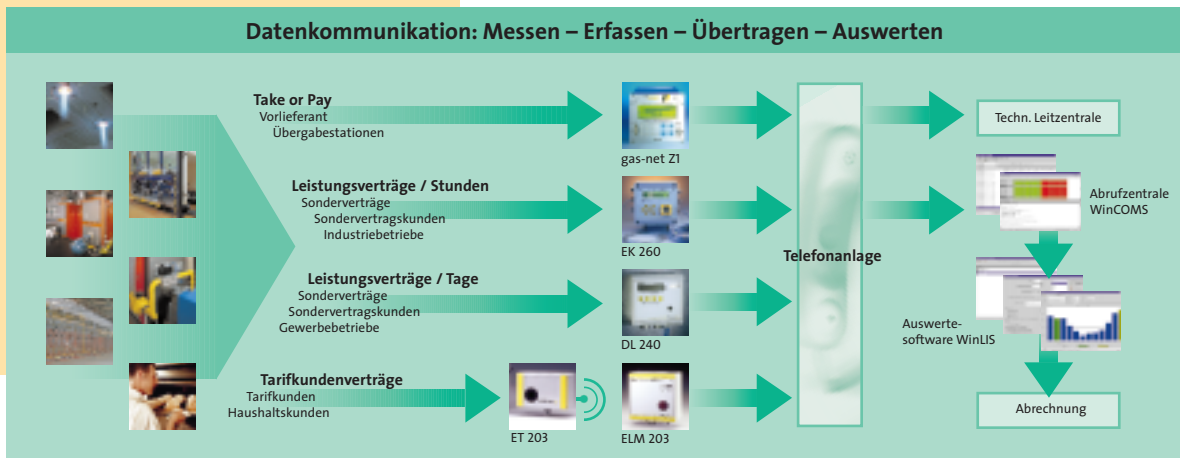 Datenkommunikation: Messen – Erfassen – Übertragen – Auswerten
Take or Pay
Vorlieferant
Übergabestationen
gas-net Z1
Techn. Leitzentrale
Leistungsverträge / Stunden
Sonderverträge
Sondervertragskunden
Industriebetriebe
EK 260
Telefonanlage
Abrufzentrale
WinCOMS
Leistungsverträge / Tage
Sonderverträge
Sondervertragskunden
Gewerbebetriebe
DL 240
Auswerte-
software WinLIS
Tarifkundenverträge
Tarifkunden
Haushaltskunden
ET 203
ELM 203
Abrechnung